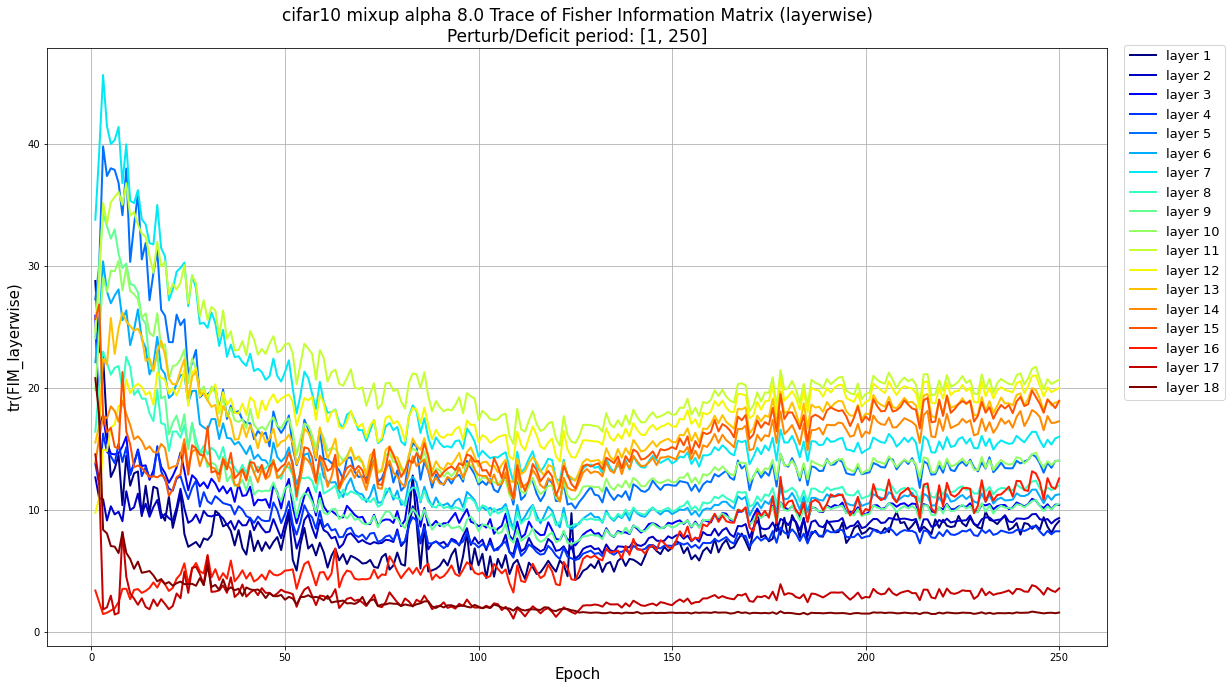 cifar10 mixup alpha 8.0 Trace of Fisher Information Matrix (layerwise)
Perturb/Deficit period: [1, 250]
tr(FIM_layerwise)
40
30
20
10
0
0
50
100
150
200
250
Epoch
layer 1
layer 2
layer 3
layer 4
layer 5
layer 6
layer 7
layer 8
layer 9
layer 10
layer 11
layer 12
layer 13
layer 14
layer 15
layer 16
layer 17
layer 18